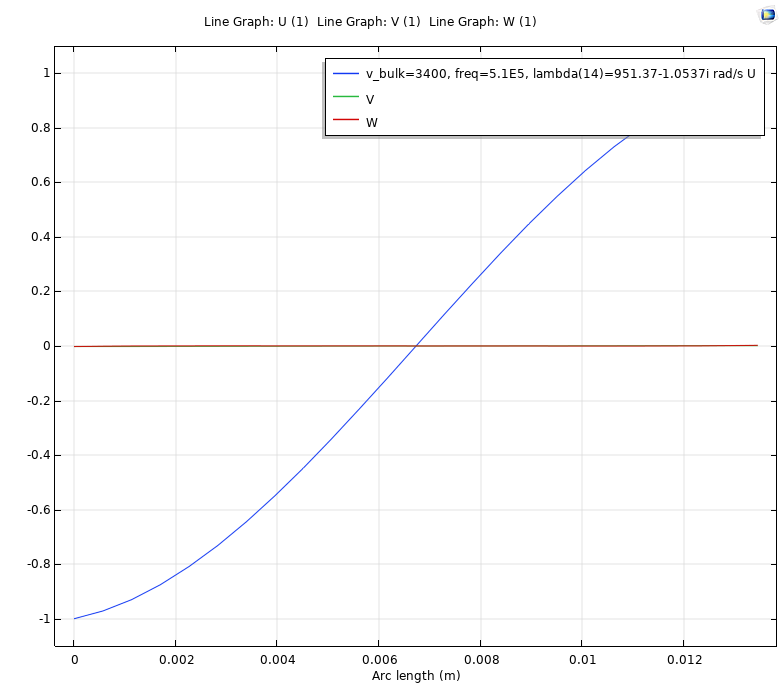 Line Graph: U (1) Line Graph: V (1) Line Graph: W (1)
v_bulk=3400, freq=5.1E5, lambda(14)=951.37-1.0537i rad/s U
V
W
1
0.8
0.6
0.4
0.2
0
-0.2
-0.4
-0.6
-0.8
-1
0 0.002 0.004 0.006 0.008 0.01 0.012
Arc length (m)